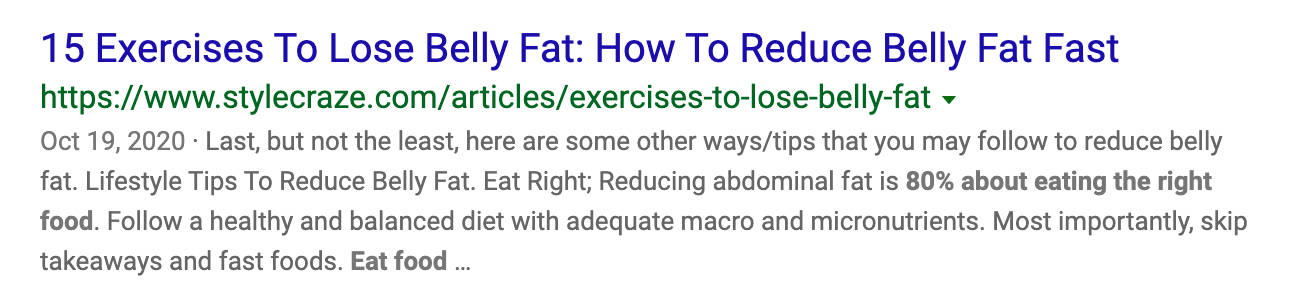 15 Exercises To Lose Belly Fat: How To Reduce Belly Fat Fast
https://www.stylecraze.com/articles/exercises-to-lose-belly-fat
Oct 19, 2020 · Last, but not the least, here are some other ways/tips that you may follow to reduce belly
fat. Lifestyle Tips To Reduce Belly Fat. Eat Right; Reducing abdominal fat is 80% about eating the right
food. Follow a healthy and balanced diet with adequate macro and micronutrients. Most importantly, skip
takeaways and fast foods. Eat food ...